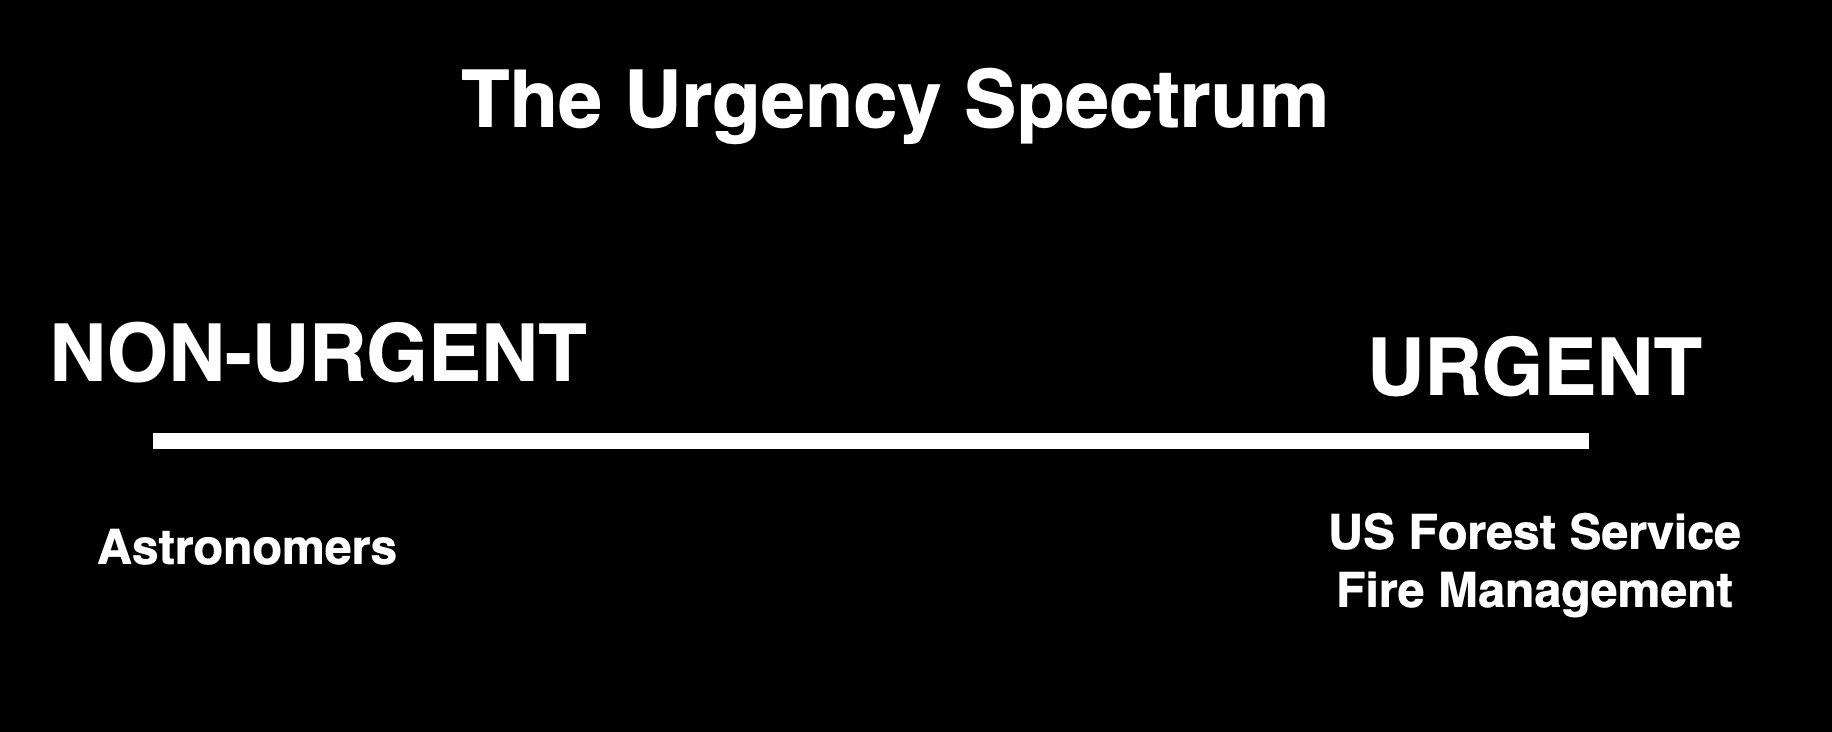 The Urgency Spectrum
NON-URGENT
URGENT
Astronomers
US Forest Service
Fire Management